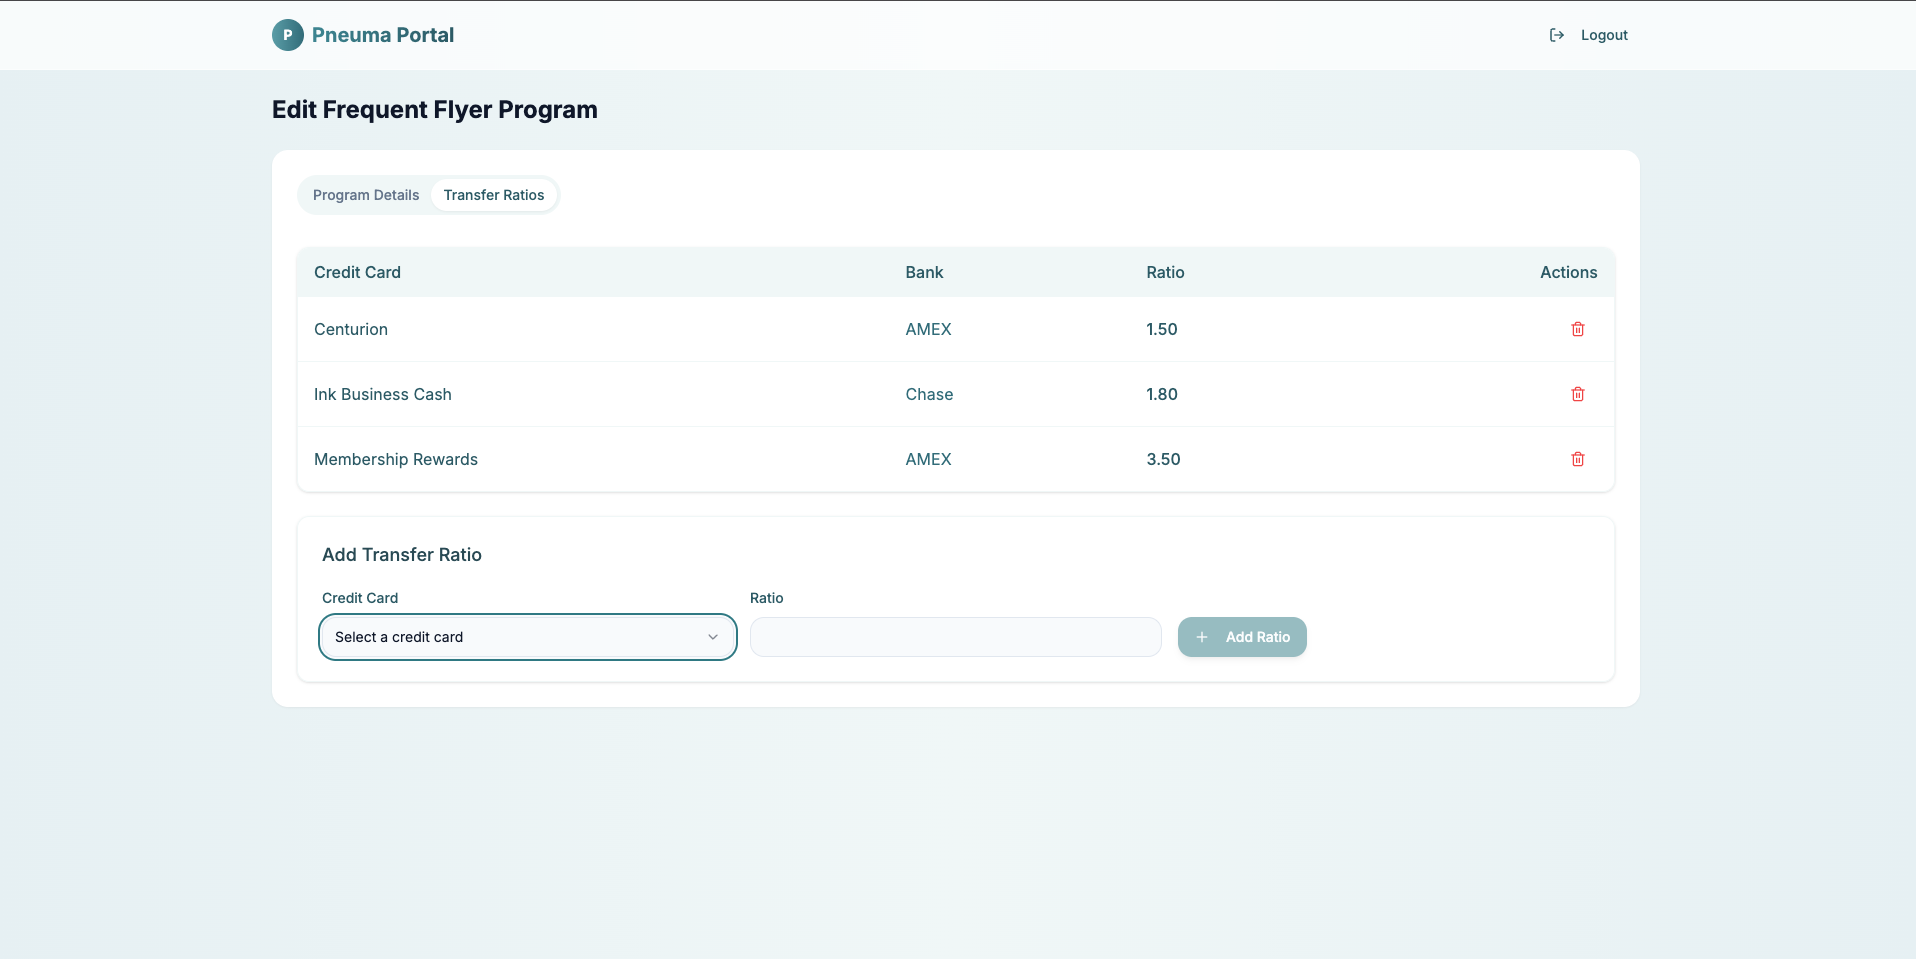 P Pneuma Portal
Logout
Edit Frequent Flyer Program
Program Details Transfer Ratios
Credit Card Bank Ratio Actions
Centurion AMEX 1.50
Ink Business Cash Chase 1.80
Membership Rewards AMEX 3.50
Add Transfer Ratio
Credit Card Ratio
Select a credit card + Add Ratio